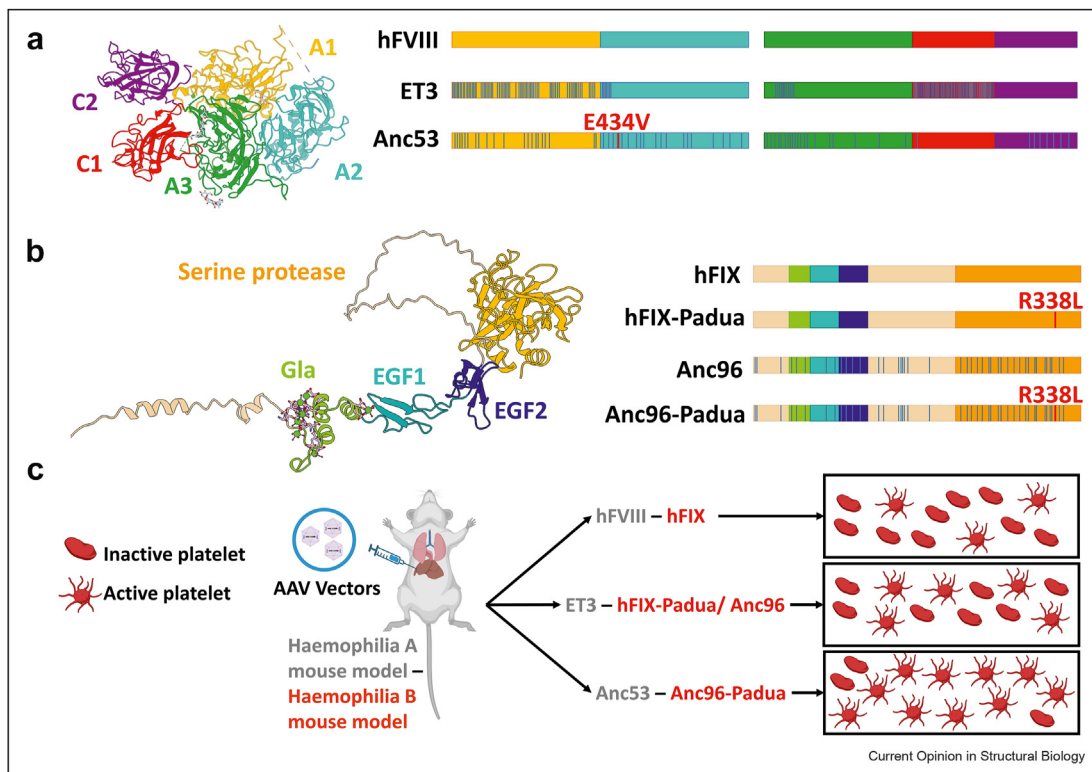 a
A1
C2
C1
A3
A2
hFVIII
ET3
E434V
Anc53
b
Serine protease
Gla
EGF1
EGF2
hFIX
R338L
hFIX-Padua
Anc96
R338L
Anc96-Padua
c
Inactive platelet
Active platelet
AAV Vectors
Haemophilia A
mouse model –
Haemophilia B
mouse model
hFVIII – hFIX
ET3 – hFIX-Padua/ Anc96
Anc53 – Anc96-Padua
Current Opinion in Structural Biology